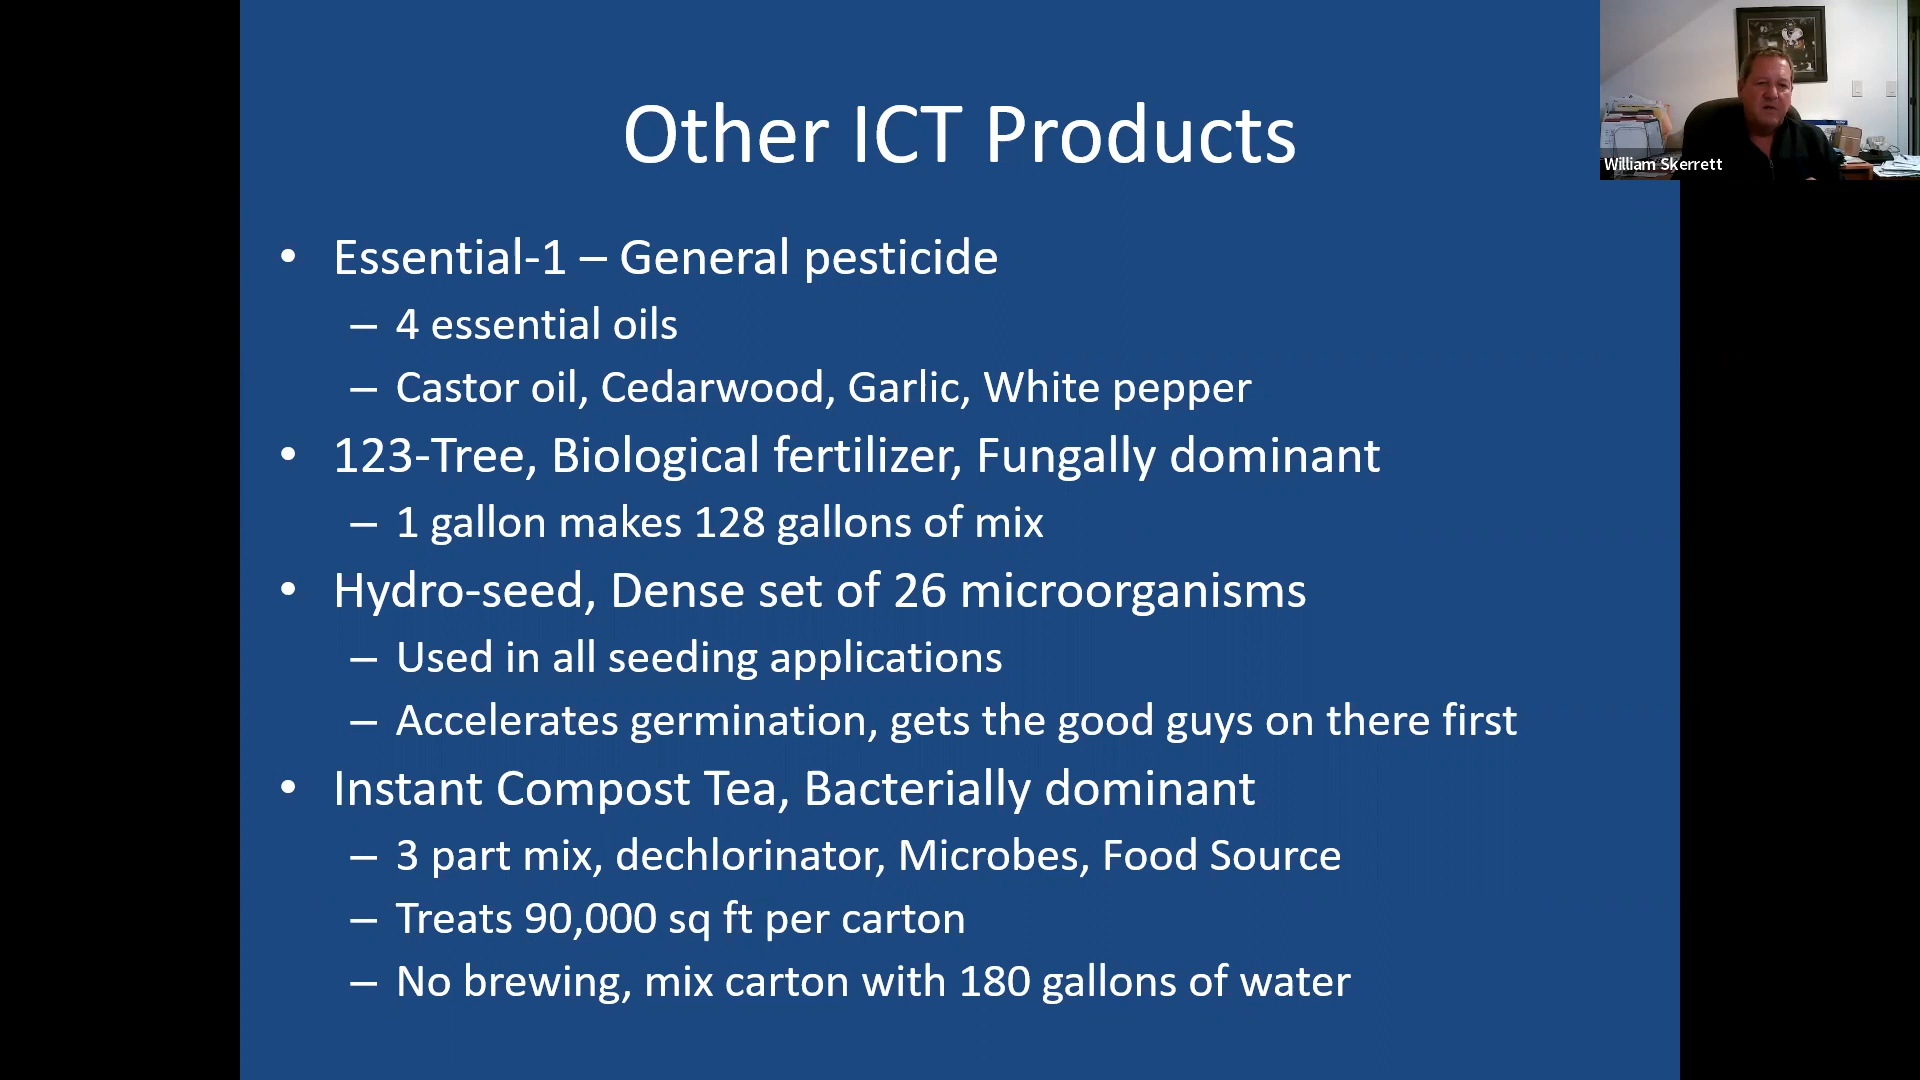 Other ICT Products
William Skerrett
• Essential-1 – General pesticide
– 4 essential oils
– Castor oil, Cedarwood, Garlic, White pepper
• 123-Tree, Biological fertilizer, Fungally dominant
– 1 gallon makes 128 gallons of mix
• Hydro-seed, Dense set of 26 microorganisms
– Used in all seeding applications
– Accelerates germination, gets the good guys on there first
• Instant Compost Tea, Bacterially dominant
– 3 part mix, dechlorinator, Microbes, Food Source
– Treats 90,000 sq ft per carton
– No brewing, mix carton with 180 gallons of water